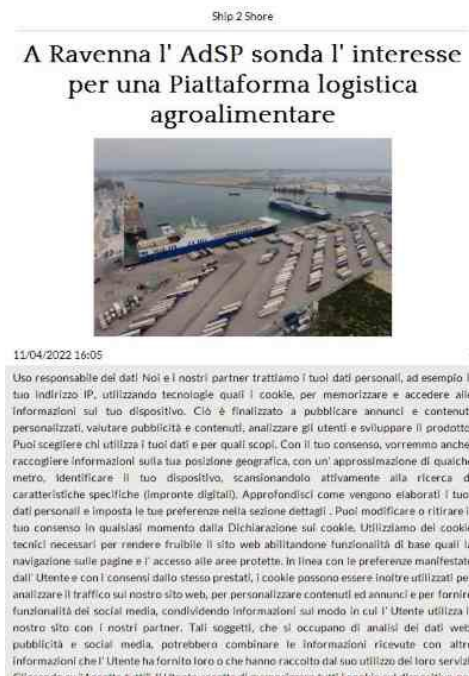 Ship 2 Shore
A Ravenna l' AdSP sonda l' interesse
per una Piattaforma logistica
agroalimentare
11/04/2022 16:05
Uso responsabile dei dati Noi e i nostri partner trattiamo i tuoi dati personali, ad esempio i
tuo indirizzo IP, utilizzando tecnologie quali i cookie, per memorizzare e accedere alle
informazioni sul tuo dispositivo. Ciò è finalizzato a pubblicare annunci e contenut
personalizzati, valutare pubblicità e contenuti, analizzare gli utenti e sviluppare il prodotto
Puoi scegliere chi utilizza i tuoi dati e per quali scopi. Con il tuo consenso, vorremmo anche
raccogliere informazioni sulla tua posizione geografica, con un' approssimazione di qualche
metro, identificare il tuo dispositivo, scansionandolo attivamente alla ricerca d
caratteristiche specifiche (impronte digitali). Approfondisci come vengono elaborati i tuo
dati personali e imposta le tue preferenze nella sezione dettagli . Puoi modificare o ritirare i
tuo consenso in qualsiasi momento dalla Dichiarazione sui cookie. Utilizziamo dei cookie
tecnici necessari per rendere fruibile il sito web abilitandone funzionalità di base quali la
navigazione sulle pagine e l' accesso alle aree protette. In linea con le preferenze manifestate
dall' Utente e con i consensi dallo stesso prestati, i cookie possono essere inoltre utilizzati pe
analizzare il traffico sul nostro sito web, per personalizzare contenuti ed annunci e per fornire
funzionalità dei social media, condividendo informazioni sul modo in cui l' Utente utilizza i
nostro sito con i nostri partner. Tali soggetti, che si occupano di analisi dei dati web
pubblicità e social media, potrebbero combinare le informazioni ricevute con altre
informazioni che l' Utente ha fornito loro o che hanno raccolto dal suo utilizzo dei loro servizi